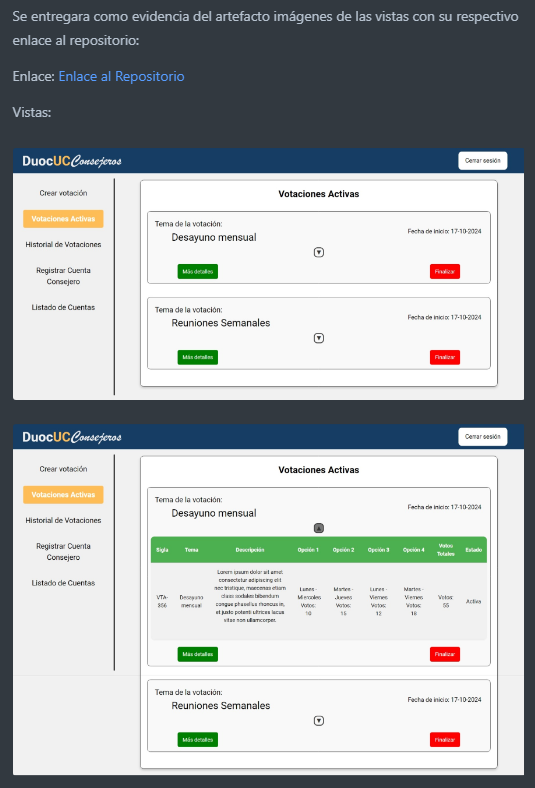 Se entregara como evidencia del artefacto imágenes de las vistas con su respectivo
enlace al repositorio:
Enlace: Enlace al Repositorio
Vistas:
DuocUC Consejeros
Cerrar sesión
Crear votación
Votaciones Activas
Historial de Votaciones
Registrar Cuenta
Consejero
Listado de Cuentas
Votaciones Activas
Tema de la votación:
Desayuno mensual
Fecha de inicio: 17-10-2024
Más detalles
Finalizar
Tema de la votación:
Reuniones Semanales
Fecha de inicio: 17-10-2024
Más detalles
Finalizar
DuocUC Consejeros
Cerrar sesión
Crear votación
Votaciones Activas
Historial de Votaciones
Registrar Cuenta
Consejero
Listado de Cuentas
Votaciones Activas
Tema de la votación:
Desayuno mensual
Fecha de inicio: 17-10-2024
Sigla Tema Descripción Opción 1 Opción 2 Opción 3 Opción 4 Votos Totales Estado
VTA-
356
Desayuno
mensual
Lorem ipsum dolor sit amet
consectetur adipiscing elit
nec tristique, maecenas etiam
class sodales bibendum
congue phasellus rhoncus in,
et justo potenti ultrices lacus
vitae non ullamcorper.
Lunes -
Miercoles
Votos:
10
Martes -
Jueves
Votos:
15
Lunes -
Viernes
Votos:
12
Martes -
Viernes
Votos:
18
Votos:
55
Activa
Más detalles
Finalizar
Tema de la votación:
Reuniones Semanales
Fecha de inicio: 17-10-2024
Más detalles
Finalizar